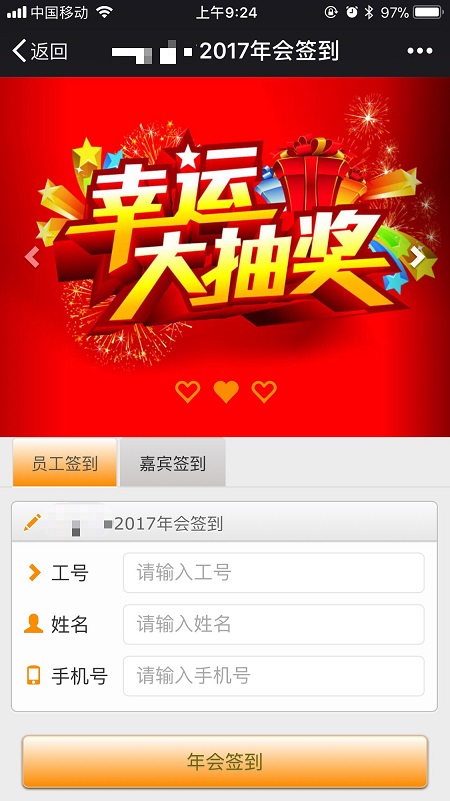 中国移动 上午9:24 97%
返回 2017年会签到
幸运
大抽奖
员工签到 嘉宾签到
2017年会签到
工号 请输入工号
姓名 请输入姓名
手机号 请输入手机号
年会签到